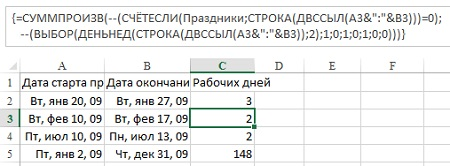 {=СУММПРОИЗВ(--(СЧЁТЕСЛИ(Праздники;СТРОКА(ДВССЫЛ(A3&":"&B3)))=0);
--(ВЫБОР(ДЕНЬНЕД(СТРОКА(ДВССЫЛ(A3&":"&B3));2);1;0;1;0;1;0;0)))}
A B C D E F
1 Дата старта пр Дата окончани Рабочих дней
2 Вт, янв 20, 09 Вт, янв 27, 09 3
3 Вт, фев 10, 09 Вт, фев 17, 09 2
4 Пт, июл 10, 09 Пн, июл 13, 09 2
5 Пт, янв 2, 09 Чт, дек 31, 09 148